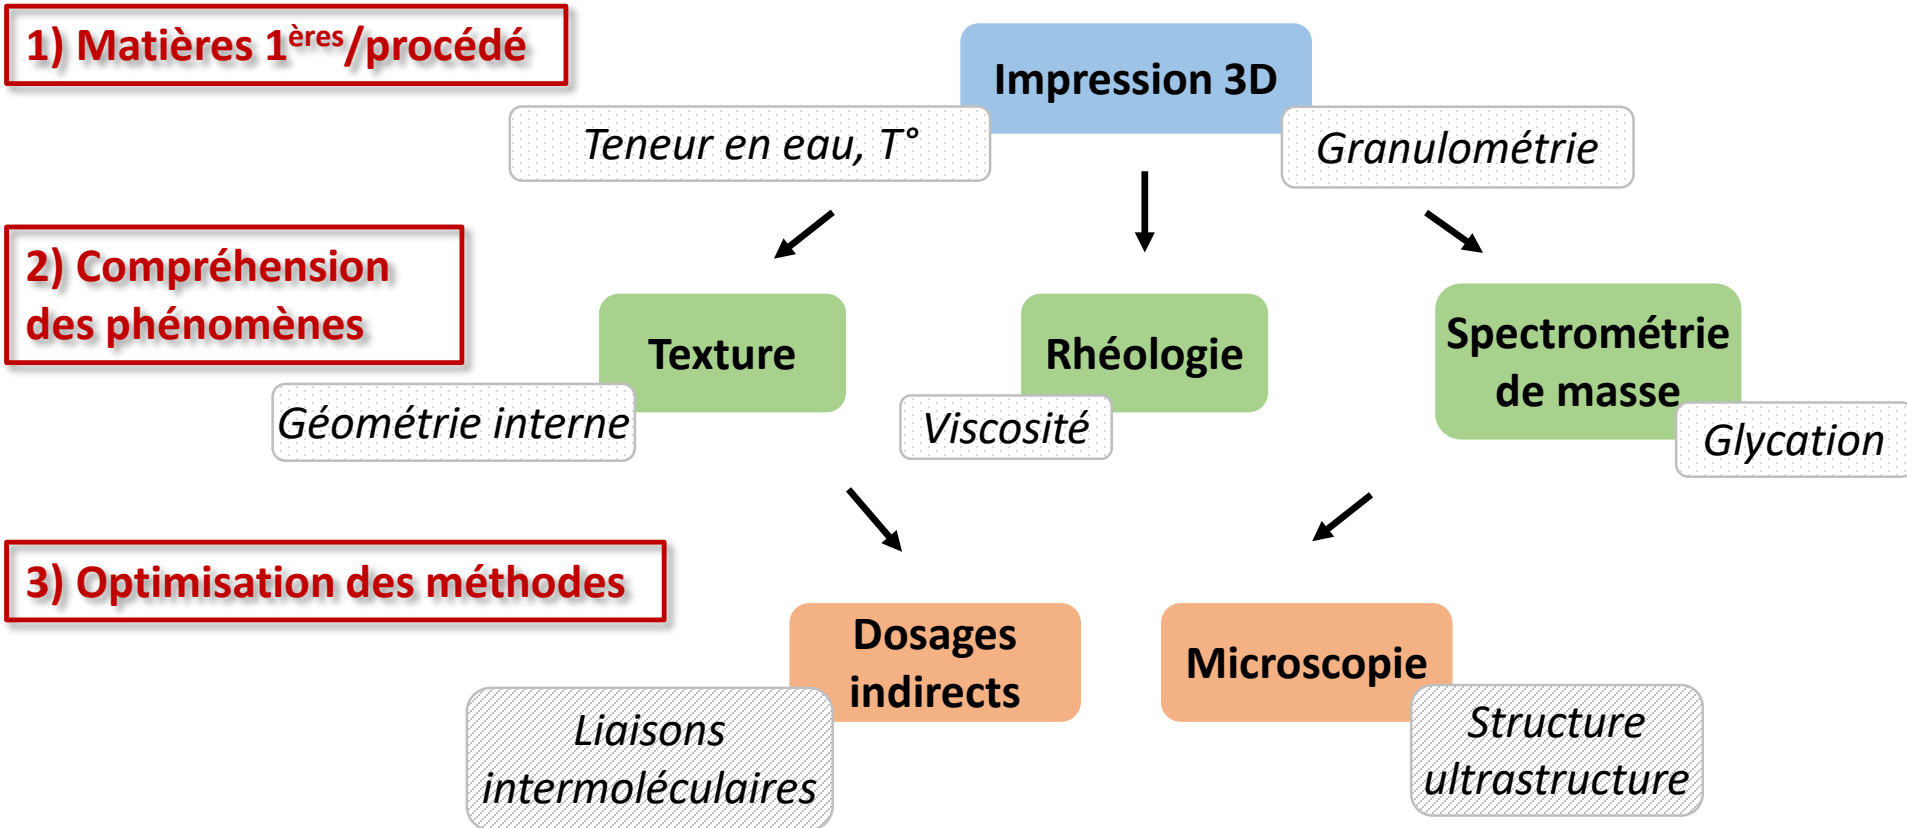 1) Matières 1ères/procédé
Impression 3D
Teneur en eau, T°
Granulométrie
2) Compréhension
des phénomènes
Texture
Géométrie interne
Rhéologie
Viscosité
Spectrométrie
de masse
Glycation
3) Optimisation des méthodes
Dosages
indirects
Liaisons
intermoléculaires
Microscopie
Structure
ultrastructure